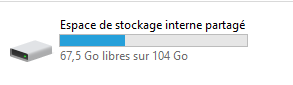 Espace de stockage interne partagé
67,5 Go libres sur 104 Go